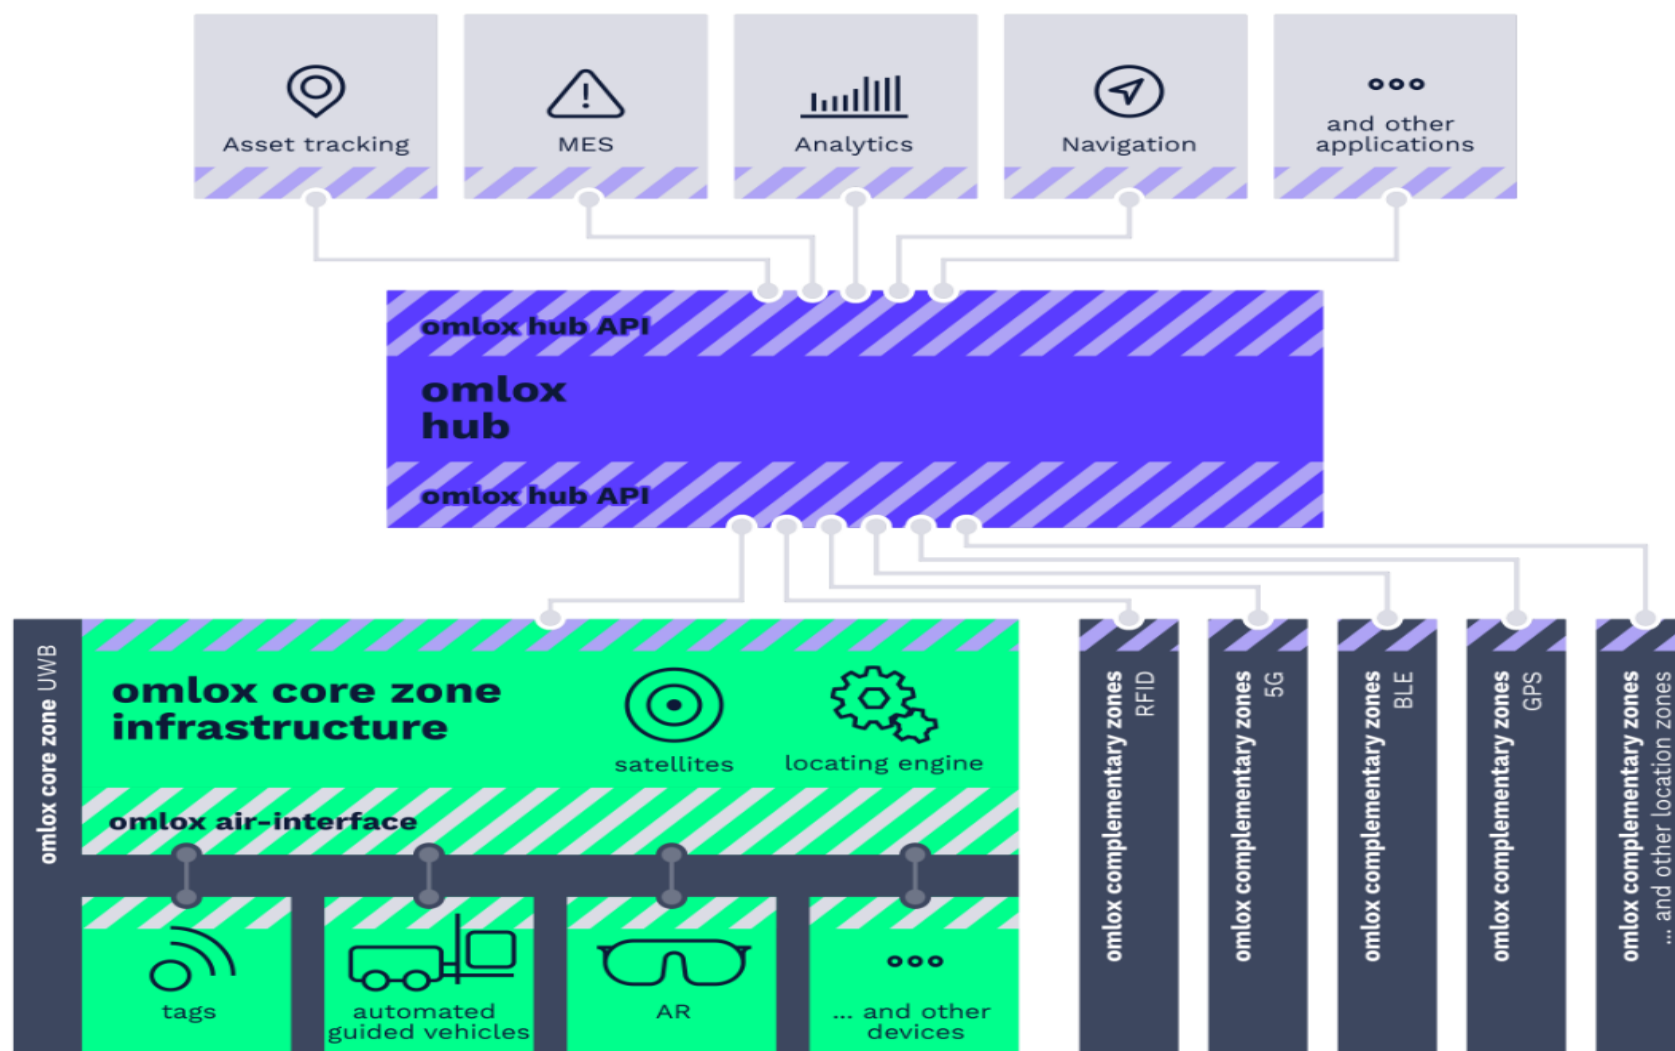 Asset tracking
MES
Analytics
Navigation
and other
applications
omlox hub API
omlox
hub
omlox hub API
omlox core zone UWB
omlox core zone
infrastructure
satellites
locating engine
omlox air-interface
tags
automated
guided vehicles
AR
... and other
devices
omlox complementary zones
RFID
omlox complementary zones
5G
omlox complementary zones
BLE
omlox complementary zones
GPS
omlox complementary zones
... and other location zones